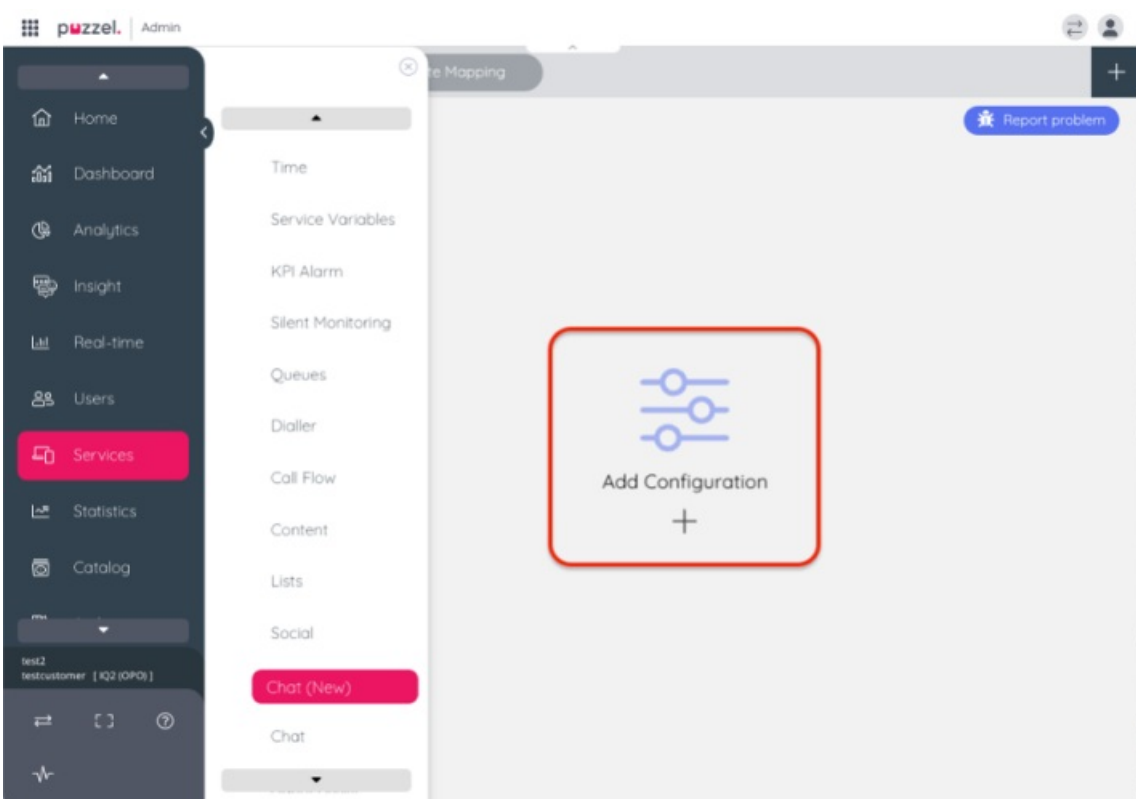 puzzel. Admin
te Mapping
Report problem
Home
Dashboard
Analytics
Insight
Real-time
Users
Services
Statistics
Catalog
test2
testcustomer [ IQ2 (OPO) ]
Time
Service Variables
KPI Alarm
Silent Monitoring
Queues
Dialler
Call Flow
Content
Lists
Social
Chat (New)
Chat
Add Configuration